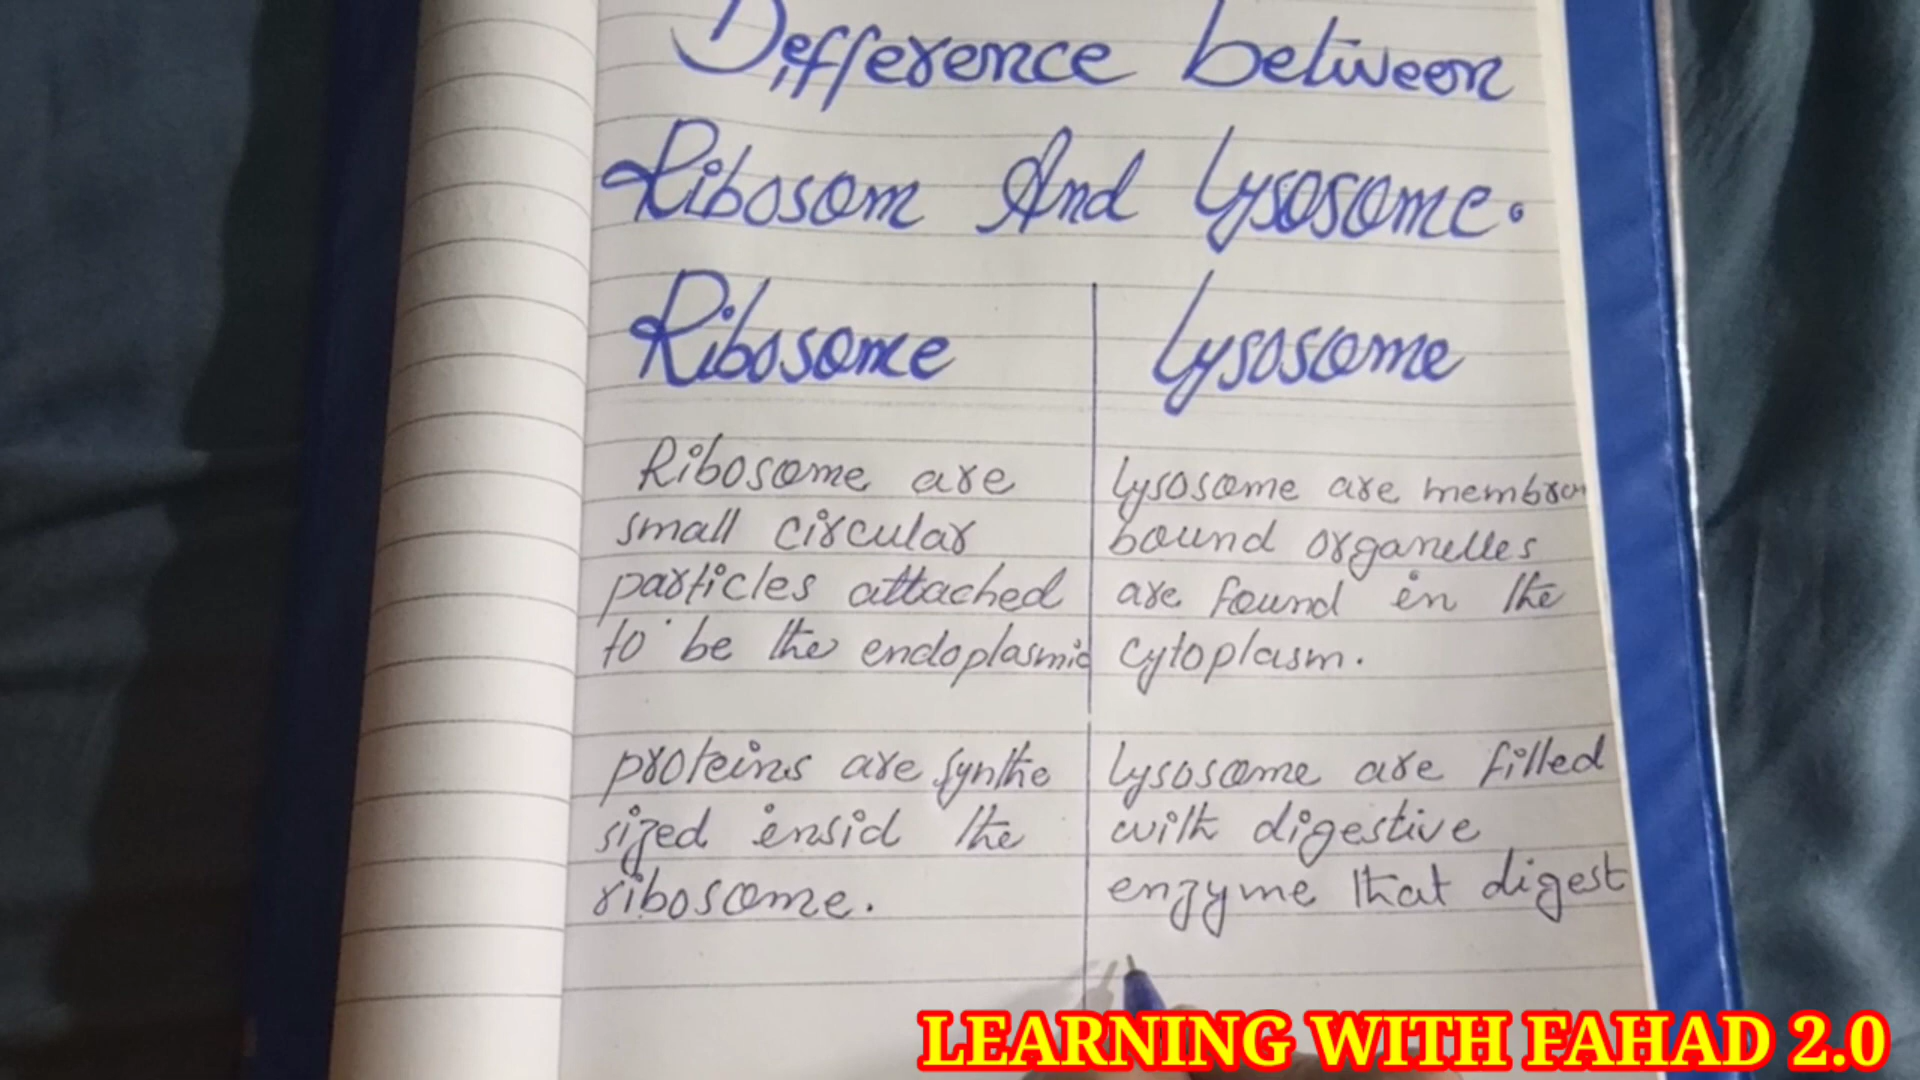 Difference between
Ribosom And Lysosome.
Ribosome
Ribosome are
small circular
particles attached
to be the endoplasmic
proteins are synthe
sized ensid the
ribosome.
Lysosome
Lysosome are membran
bound organelles
are found in the
cytoplasm.
Lysosome are filled
with digestive
enzyme that digest
LEARNING WITH FAHAD 2.0